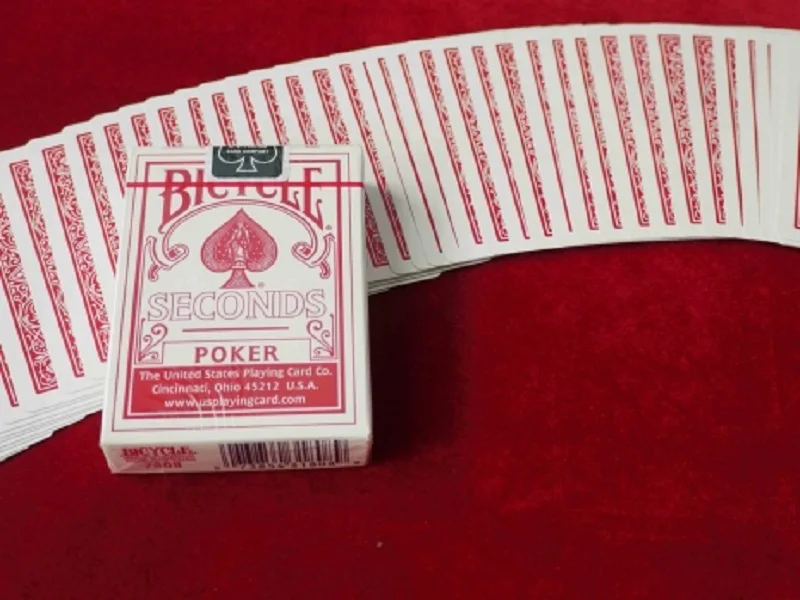 BICYCLE
SECONDS
POKER
The United States Playing Card Co.
Cincinnati, Ohio 45212 U.S.A.
www.usplayingcard.com
BICYCLE